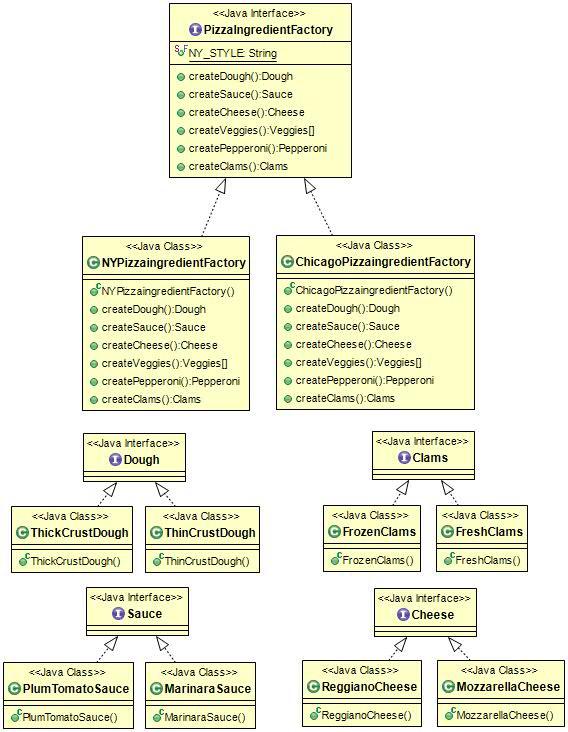 <<Java Interface>>
PizzaIngredientFactory
NY_STYLE: String
createDough():Dough
createSauce():Sauce
createCheese():Cheese
createVeggies():Veggies[]
createPepperoni():Pepperoni
createClams():Clams
<<Java Class>>
NYPizzaingredientFactory
NYPizzaingredientFactory()
createDough():Dough
createSauce():Sauce
createCheese():Cheese
createVeggies():Veggies[]
createPepperoni():Pepperoni
createClams():Clams
<<Java Class>>
ChicagoPizzaingredientFactory
ChicagoPizzaingredientFactory()
createDough():Dough
createSauce():Sauce
createCheese():Cheese
createVeggies():Veggies[]
createPepperoni():Pepperoni
createClams():Clams
<<Java Interface>>
Dough
<<Java Class>>
ThickCrustDough
ThickCrustDough()
<<Java Class>>
ThinCrustDough
ThinCrustDough()
<<Java Interface>>
Clams
<<Java Class>>
FrozenClams
FrozenClams()
<<Java Class>>
FreshClams
FreshClams()
<<Java Interface>>
Sauce
<<Java Class>>
PlumTomatoSauce
PlumTomatoSauce()
<<Java Class>>
MarinaraSauce
MarinaraSauce()
<<Java Interface>>
Cheese
<<Java Class>>
ReggianoCheese
ReggianoCheese()
<<Java Class>>
MozzarellaCheese
MozzarellaCheese()